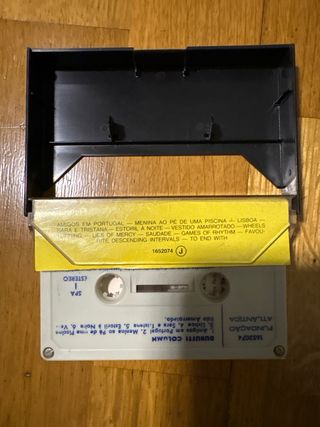 AMIGOS EM PORTUGAL — MENINA AO PÉ DE UMA PISCINA — LISBOA —
SARA E TRISTANA — ESTORIL À NOITE — VESTIDO AMARROTADO — WHEELS
TURNING — LIES OF MERCY — SAUDADE — GAMES OF RHYTHM — FAVOU-
RITE DESCENDING INTERVALS — TO END WITH
1652074 J
FUNDAÇÃO
ATLÂNTICA
1652074
DURUTTI COLUMN
1. Amigos em Portugal 2. Menina ao Pé de uma Piscina
3. Lisboa 4. Sara e Tristana 5. Estoril à Noite 6. Ve-
tido Amarrotado.
SPA
1
(STEREO